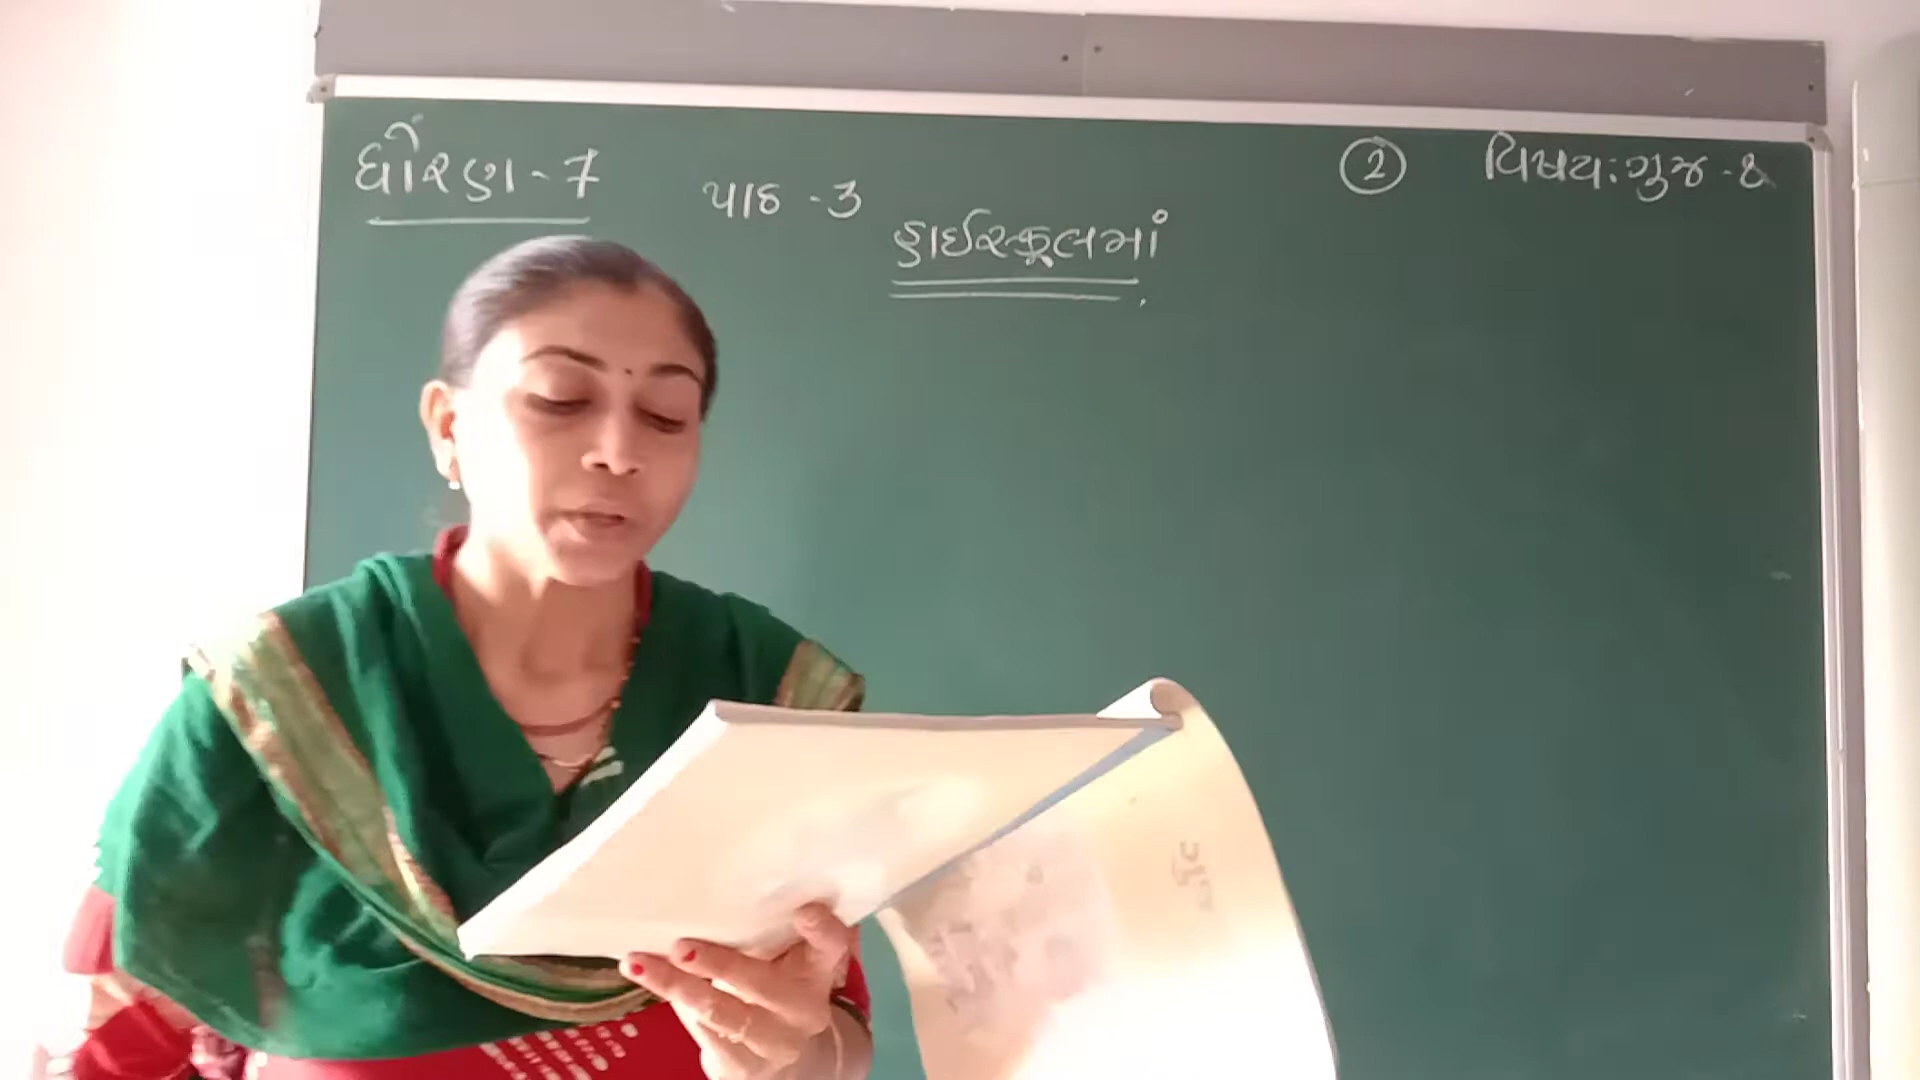 ધોરણ - 7
પાઠ - 3
હાઈસ્કૂલમાં
2
વિષય: ગુજ -